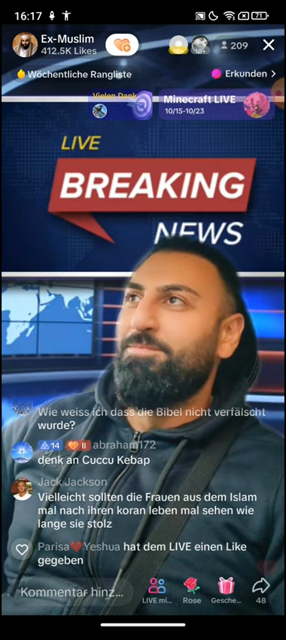 16:17
71
Ex-Muslim
412.5K Likes
209
Wöchentliche Rangliste
Erkunden >
Vielen Dank
Minecraft LIVE
10/15-10/23
LIVE
BREAKING
NEWS
Wie weiss ich dass die Bibel nicht verfälscht
wurde?
14 II abraham172
denk an Cuccu Kebap
Jack Jackson
Vielleicht sollten die Frauen aus dem Islam
mal nach ihren koran leben mal sehen wie
lange sie stolz
Parisa❤️Yeshua hat dem LIVE einen Like
gegeben
Kommentar hinz...
LIVE mi...
Rose
Gesche...
48